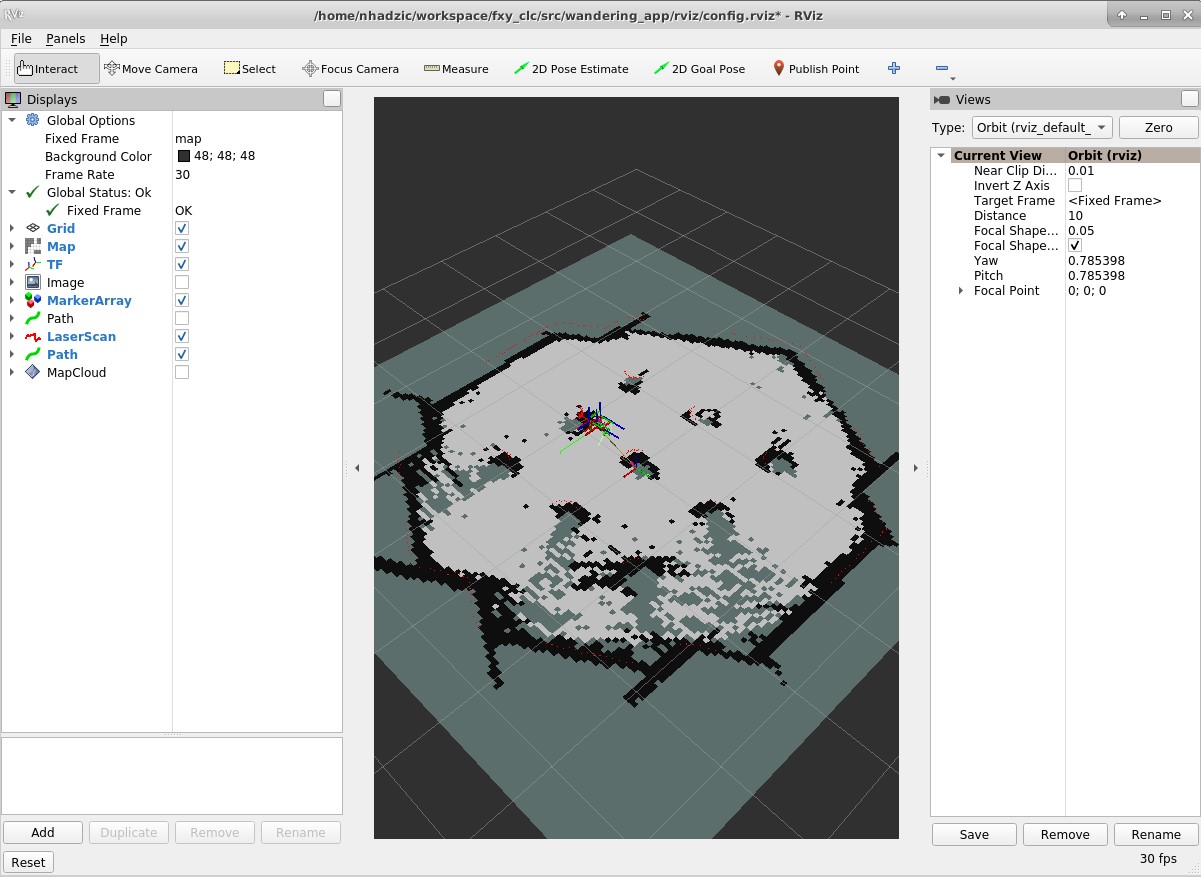 RViz
/home/nhadzic/workspace/fxy_clc/src/wandering_app/rviz/config.rviz* - RViz
File Panels Help
Interact Move Camera Select Focus Camera Measure 2D Pose Estimate 2D Goal Pose Publish Point
Displays
Global Options
Fixed Frame map
Background Color 48; 48; 48
Frame Rate 30
Global Status: Ok
Fixed Frame OK
Grid
Map
TF
Image
MarkerArray
Path
LaserScan
Path
MapCloud
Add Duplicate Remove Rename
Reset
Views
Type: Orbit (rviz_default_ Zero
Current View Orbit (rviz)
Near Clip Di... 0.01
Invert Z Axis
Target Frame <Fixed Frame>
Distance 10
Focal Shape... 0.05
Focal Shape...
Yaw 0.785398
Pitch 0.785398
Focal Point 0; 0; 0
Save Remove Rename
30 fps